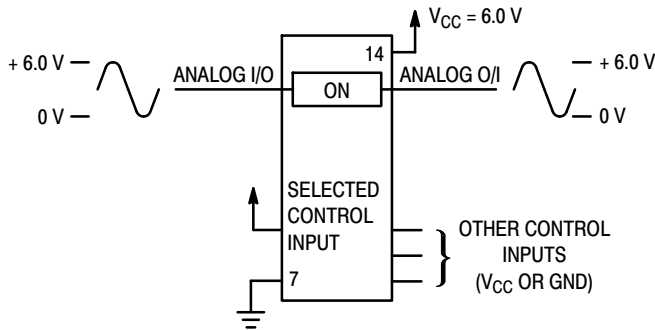 V_CC = 6.0 V
14
+ 6.0 V
ANALOG I/O
ON
ANALOG O/I
+ 6.0 V
0 V
0 V
SELECTED
CONTROL
INPUT
7
OTHER CONTROL
INPUTS
(V_CC OR GND)